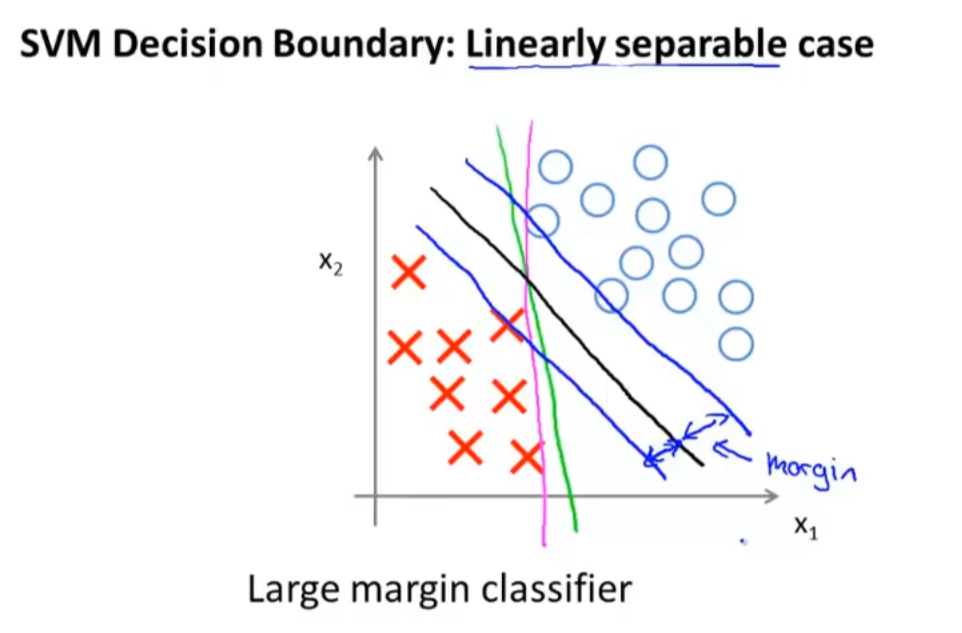 SVM Decision Boundary: Linearly separable case
x₂
margin
x₁
Large margin classifier